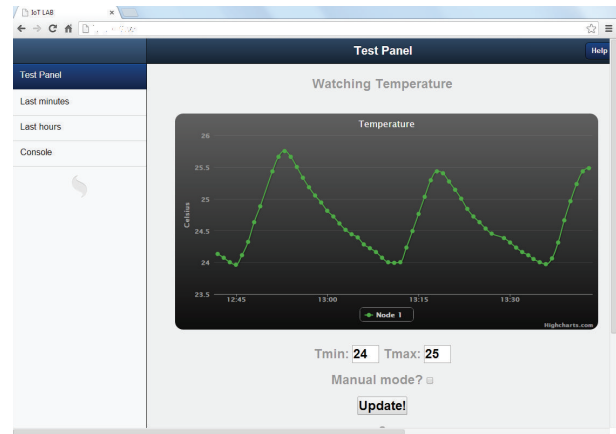 IoT LAB
Test Panel
Help
Test Panel
Last minutes
Last hours
Console
Watching Temperature
Temperature
26
25.5
25
24.5
24
23.5
Celsius
12:45 13:00 13:15 13:30
Node 1
Highcharts.com
Tmin: 24 Tmax: 25
Manual mode?
Update!